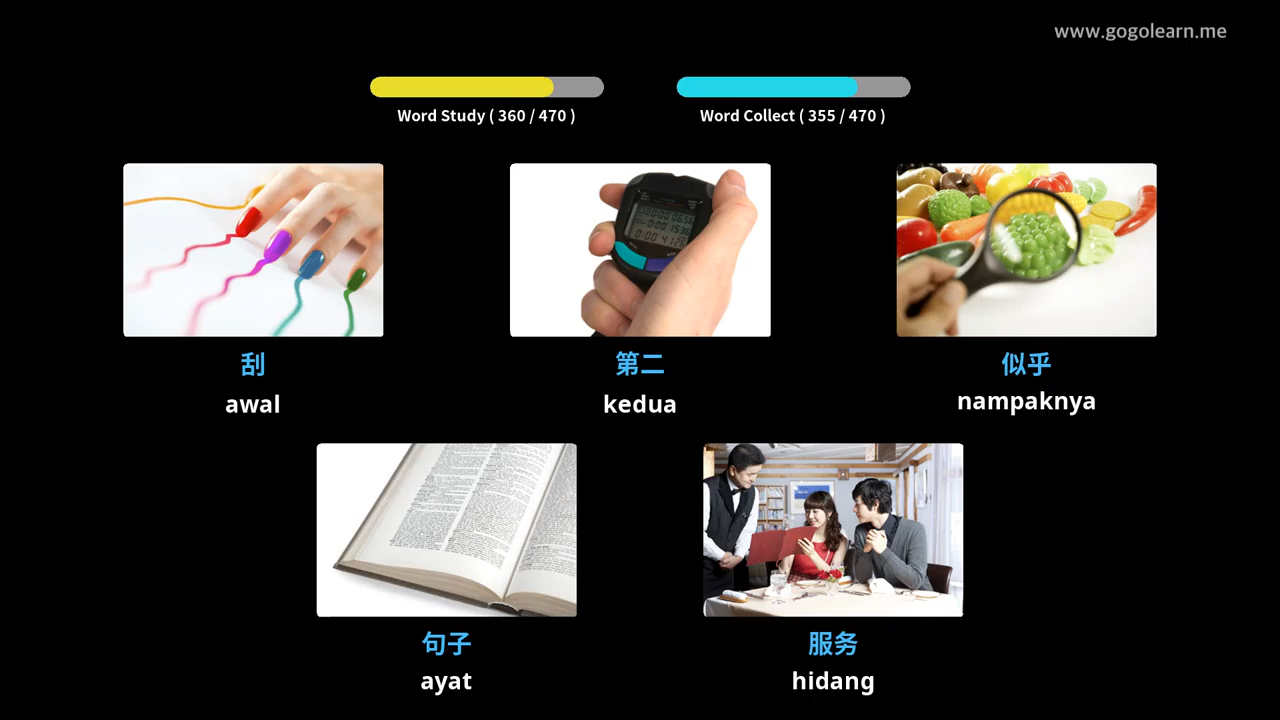 www.gogolearn.me
Word Study ( 360 / 470 )
Word Collect ( 355 / 470 )
刮
awal
第二
kedua
似乎
nampaknya
句子
ayat
服务
hidang